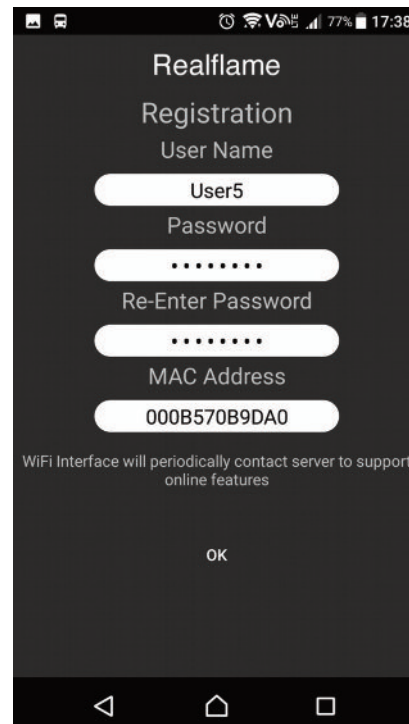 77% 17:38
Realflame
Registration
User Name
User5
Password
••••••••
Re-Enter Password
••••••••
MAC Address
000B570B9DA0
WiFi Interface will periodically contact server to support
online features
OK